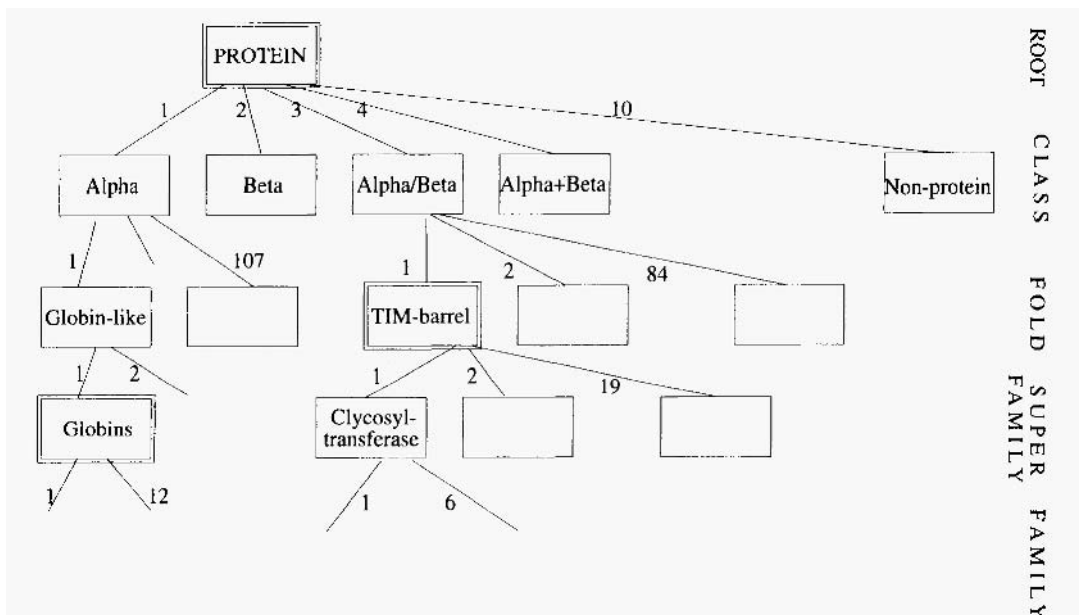 PROTEIN
ROOT
1
2
3
4
10
CLASS
Alpha
Beta
Alpha/Beta
Alpha+Beta
Non-protein
1
107
1
2
84
FOLD
Globin-like
TIM-barrel
1
2
1
2
19
SUPER
FAMILY
Globins
Clycosyl-
transferase
1
12
1
6
FAMILY